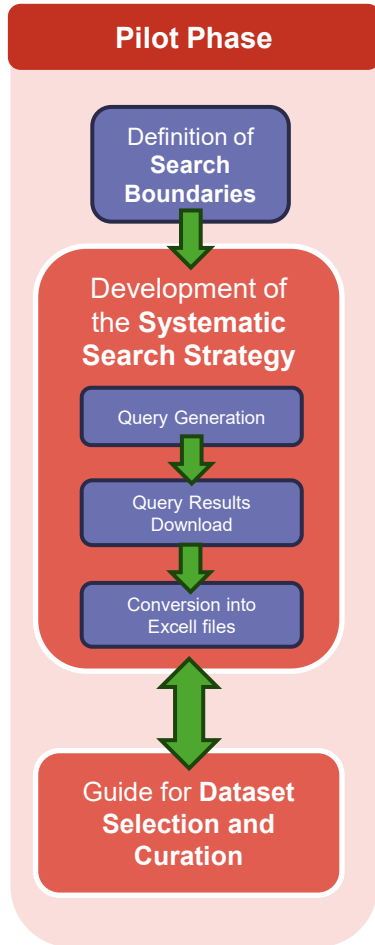 Pilot Phase
Definition of
Search
Boundaries
Development of
the Systematic
Search Strategy
Query Generation
Query Results
Download
Conversion into
Excell files
Guide for Dataset
Selection and
Curation